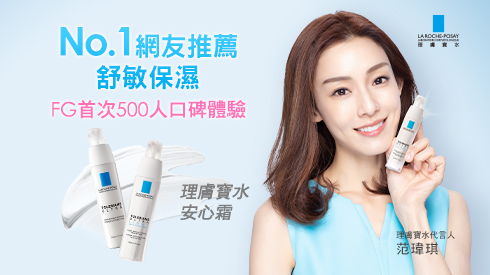 No.1網友推薦
舒敏保濕
FG首次500人口碑體驗
LA ROCHE-POSAY
理膚寶水
理膚寶水
安心霜
理膚寶水代言人
范瑋琪